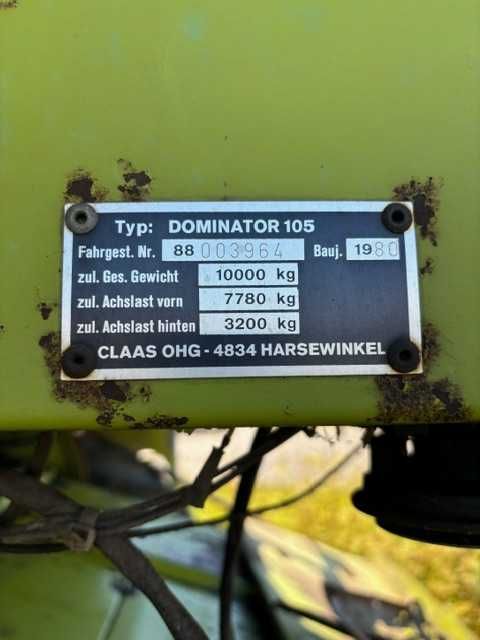 Typ: DOMINATOR 105
Fahrgest. Nr. 88 003964 Bauj. 1980
zul. Ges. Gewicht 10000 kg
zul. Achslast vorn 7780 kg
zul. Achslast hinten 3200 kg
CLAAS OHG - 4834 HARSEWINKEL